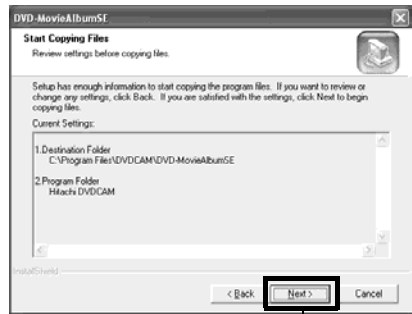 DVD-MovieAlbumSE
Start Copying Files
Review settings before copying files.
Setup has enough information to start copying the program files. If you want to review or
change any settings, click Back. If you are satisfied with the settings, click Next to begin
copying files.
Current Settings:
1.Destination Folder
C:\Program Files\DVDCAM\DVD-MovieAlbumSE
2.Program Folder
Hitachi DVDCAM
InstallShield
< Back Next > Cancel